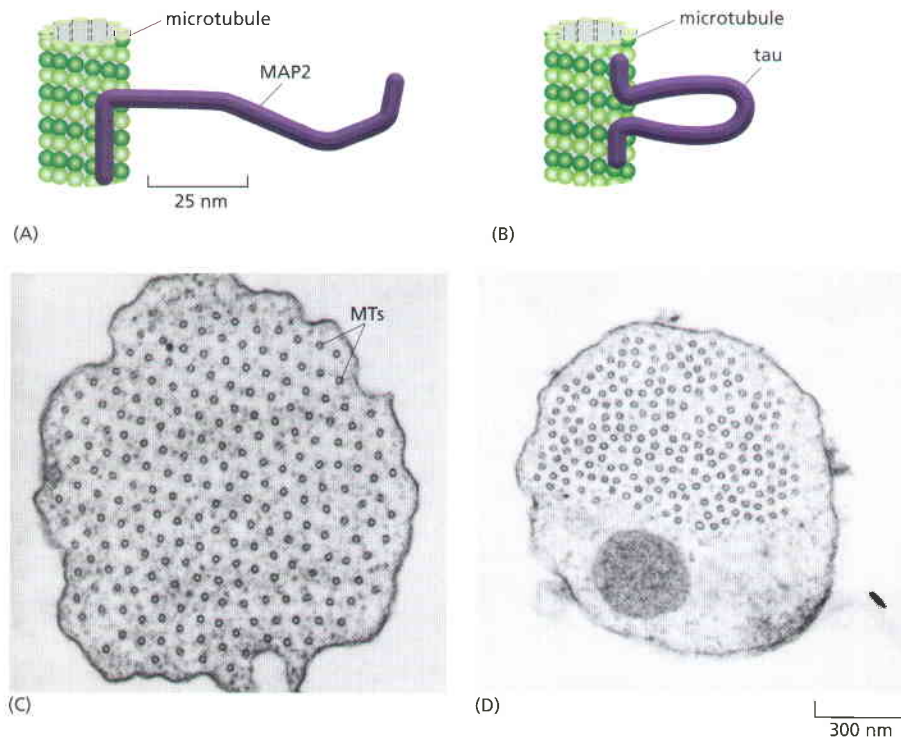 microtubule
MAP2
25 nm
(A)
microtubule
tau
(B)
MTs
(C)
(D)
300 nm